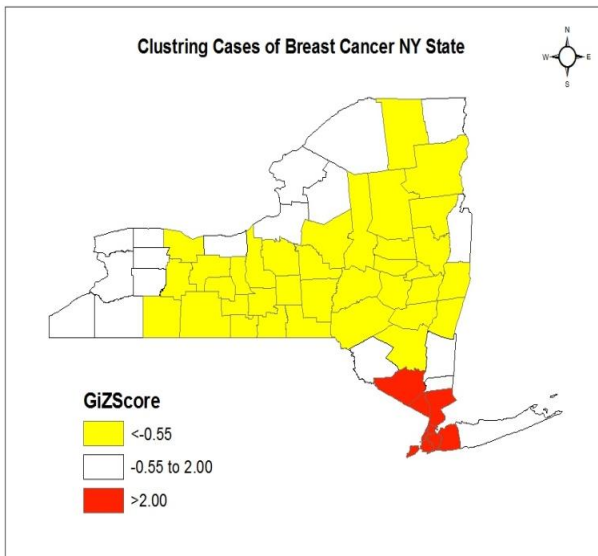 Clustring Cases of Breast Cancer NY State
N
W E
S
GiZScore
<-0.55
-0.55 to 2.00
>2.00